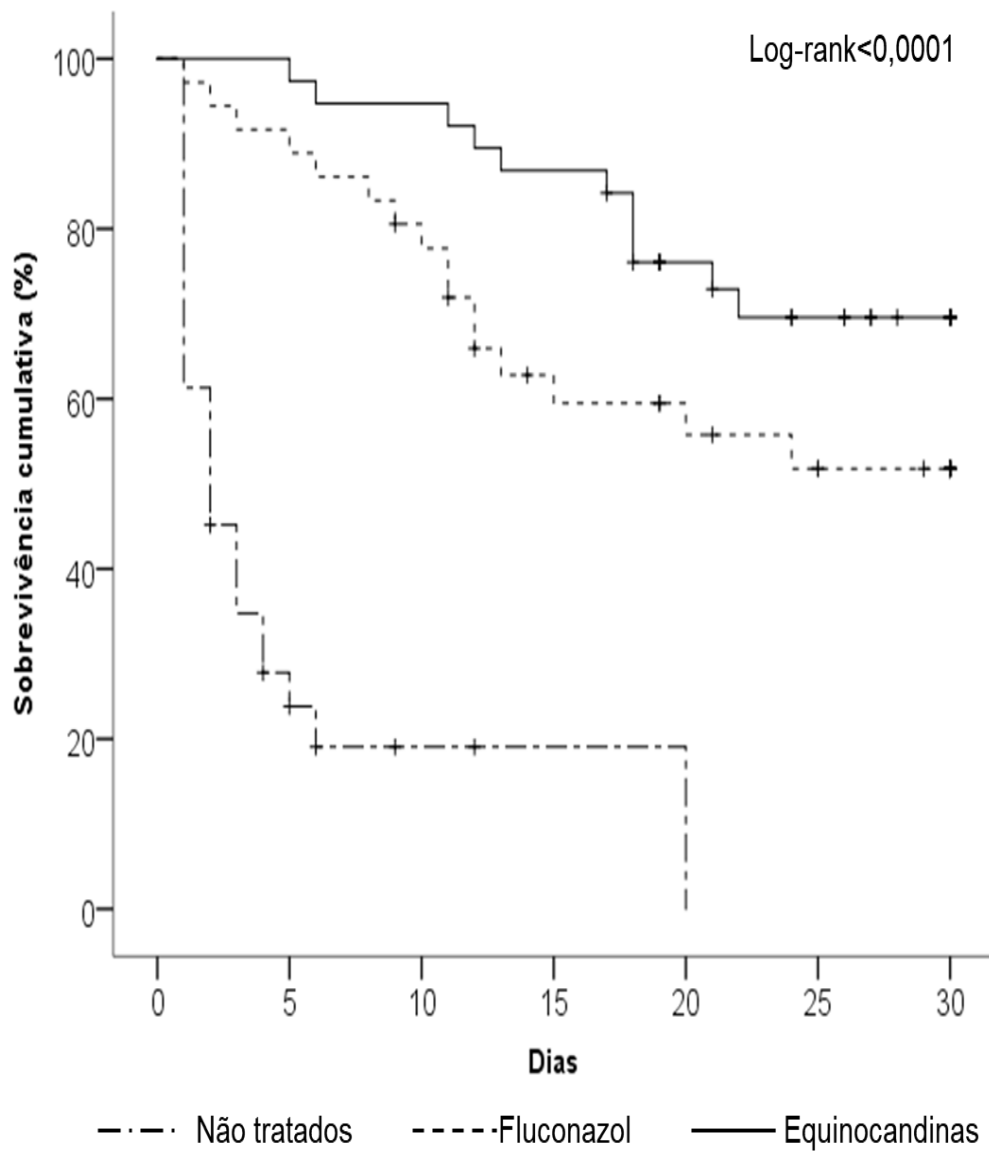 Log-rank<0,0001
100
80
60
40
20
0
Sobrevivência cumulativa (%)
0 5 10 15 20 25 30
Dias
Não tratados Fluconazol Equinocandinas